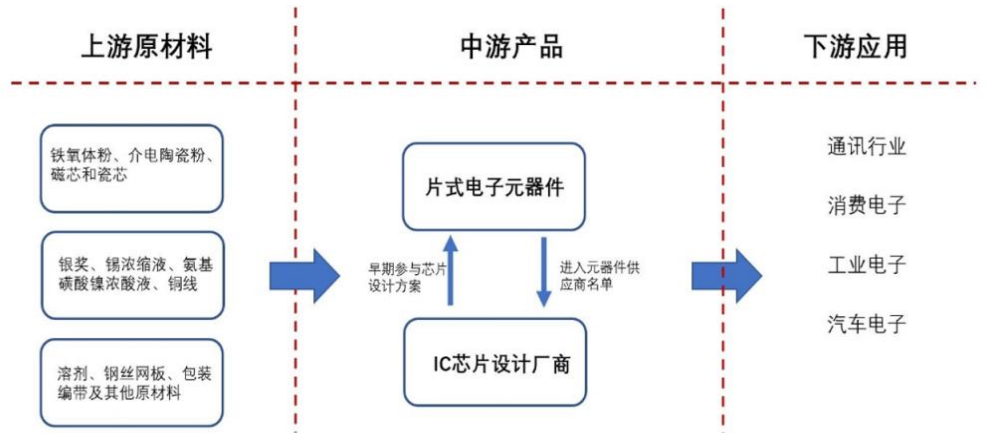 上游原材料
中游产品
下游应用
铁氧体粉、介电陶瓷粉、
磁芯和瓷芯
银奖、锡浓缩液、氨基
磺酸镍浓酸液、铜线
溶剂、钢丝网板、包装
编带及其他原材料
片式电子元器件
早期参与芯片
设计方案
进入元器件供
应商名单
IC芯片设计厂商
通讯行业
消费电子
工业电子
汽车电子